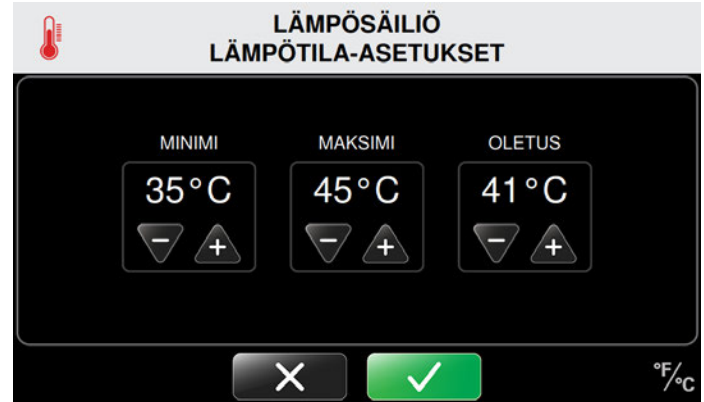 LÄMPÖSÄILIÖ
LÄMPÖTILA-ASETUKSET
MINIMI MAKSIMI OLETUS
35°C 45°C 41°C
− + − + − +
°F/°C